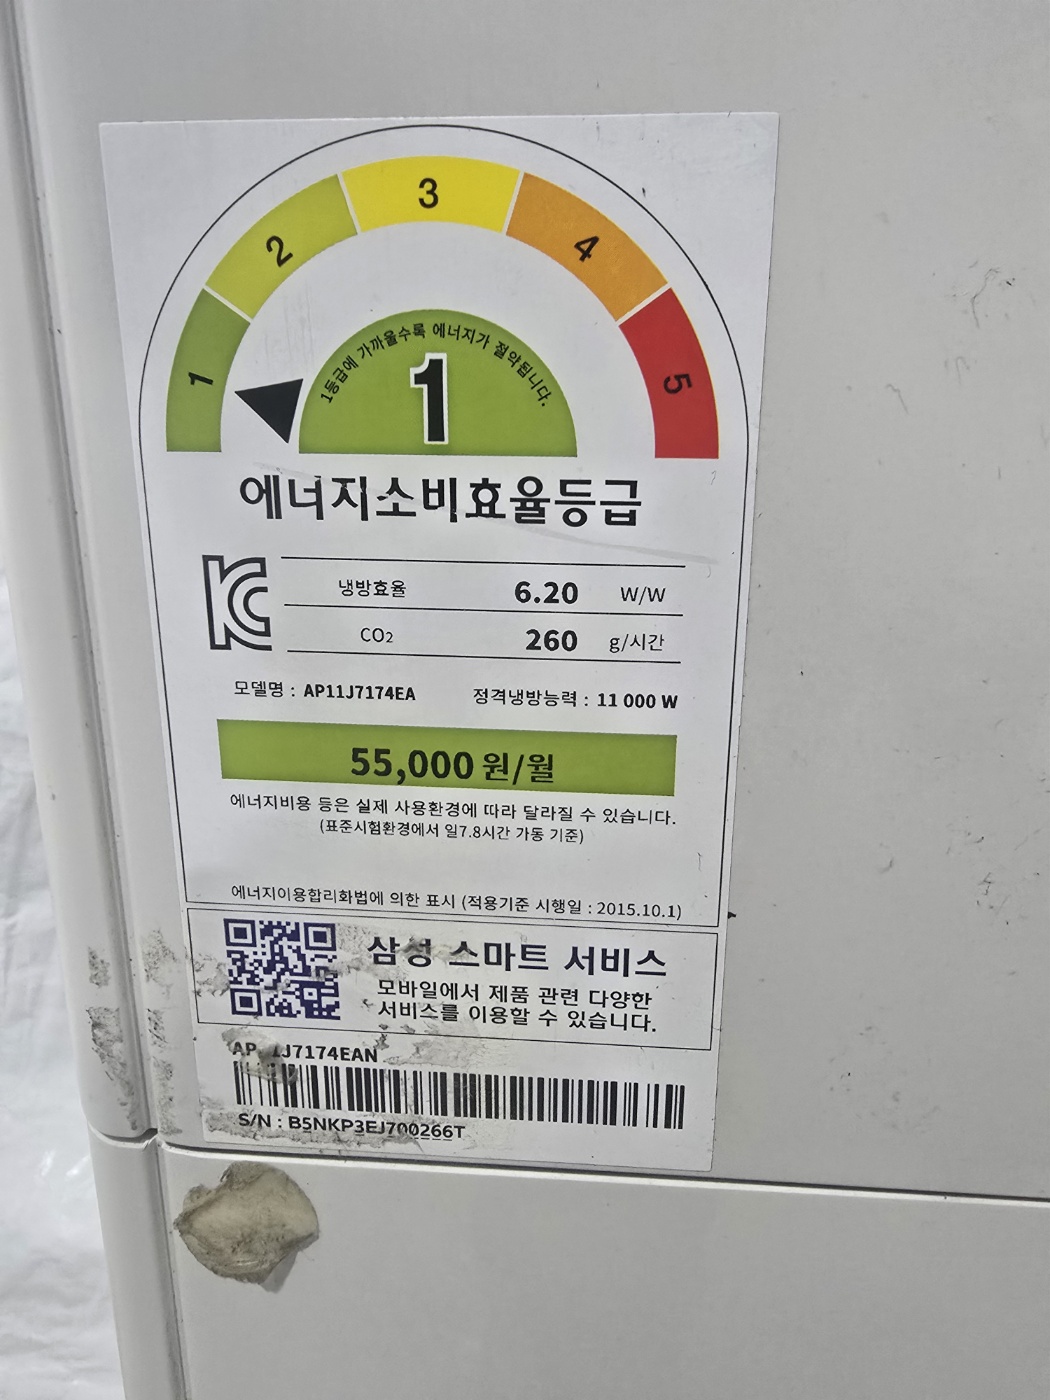 1
2
3
4
5
1등급에 가까울수록 에너지가 절약됩니다.
1
에너지소비효율등급
냉방효율 6.20 W/W
CO₂ 260 g/시간
모델명 : AP11J7174EA 정격냉방능력 : 11 000 W
55,000 원/월
에너지비용 등은 실제 사용환경에 따라 달라질 수 있습니다.
(표준시험환경에서 일7.8시간 가동 기준)
에너지이용합리화법에 의한 표시 (적용기준 시행일 : 2015.10.1)
삼성 스마트 서비스
모바일에서 제품 관련 다양한
서비스를 이용할 수 있습니다.
AP11J7174EAN
S/N : B5NKP3EJ700266T